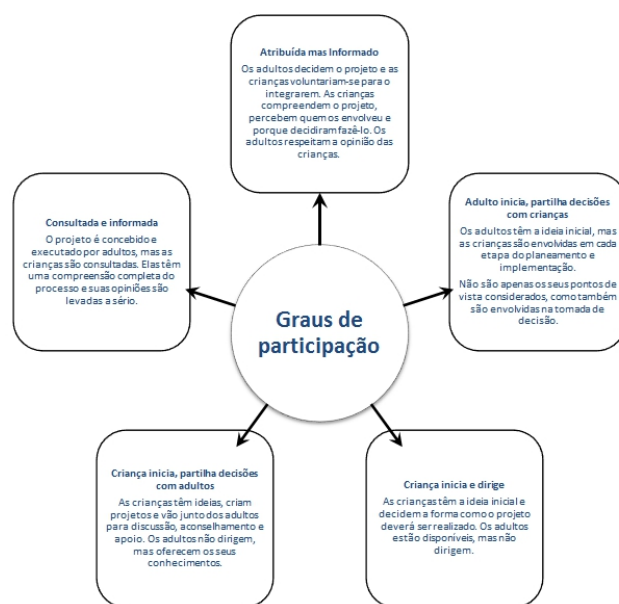 Atribuída mas Informado
Os adultos decidem o projeto e as
crianças voluntariam-se para o
integrarem. As crianças
compreendem o projeto,
percebem quem os envolveu e
porque decidiram fazê-lo. Os
adultos respeitam a opinião das
crianças.
Consultada e informada
O projeto é concebido e
executado por adultos, mas as
crianças são consultadas. Elas têm
uma compreensão completa do
processo e suas opiniões são
levadas a sério.
Adulto inicia, partilha decisões
com crianças
Os adultos têm a ideia inicial, mas
as crianças são envolvidas em cada
etapa do planeamento e
implementação.
Não são apenas os seus pontos de
vista considerados, como também
são envolvidas na tomada de
decisão.
Graus de
participação
Criança inicia, partilha decisões
com adultos
As crianças têm ideias, criam
projetos e vão junto dos adultos
para discussão, aconselhamento e
apoio. Os adultos não dirigem,
mas oferecem os seus
conhecimentos.
Criança inicia e dirige
As crianças têm a ideia inicial e
decidem a forma como o projeto
deverá ser realizado. Os adultos
estão disponíveis, mas não
dirigem.